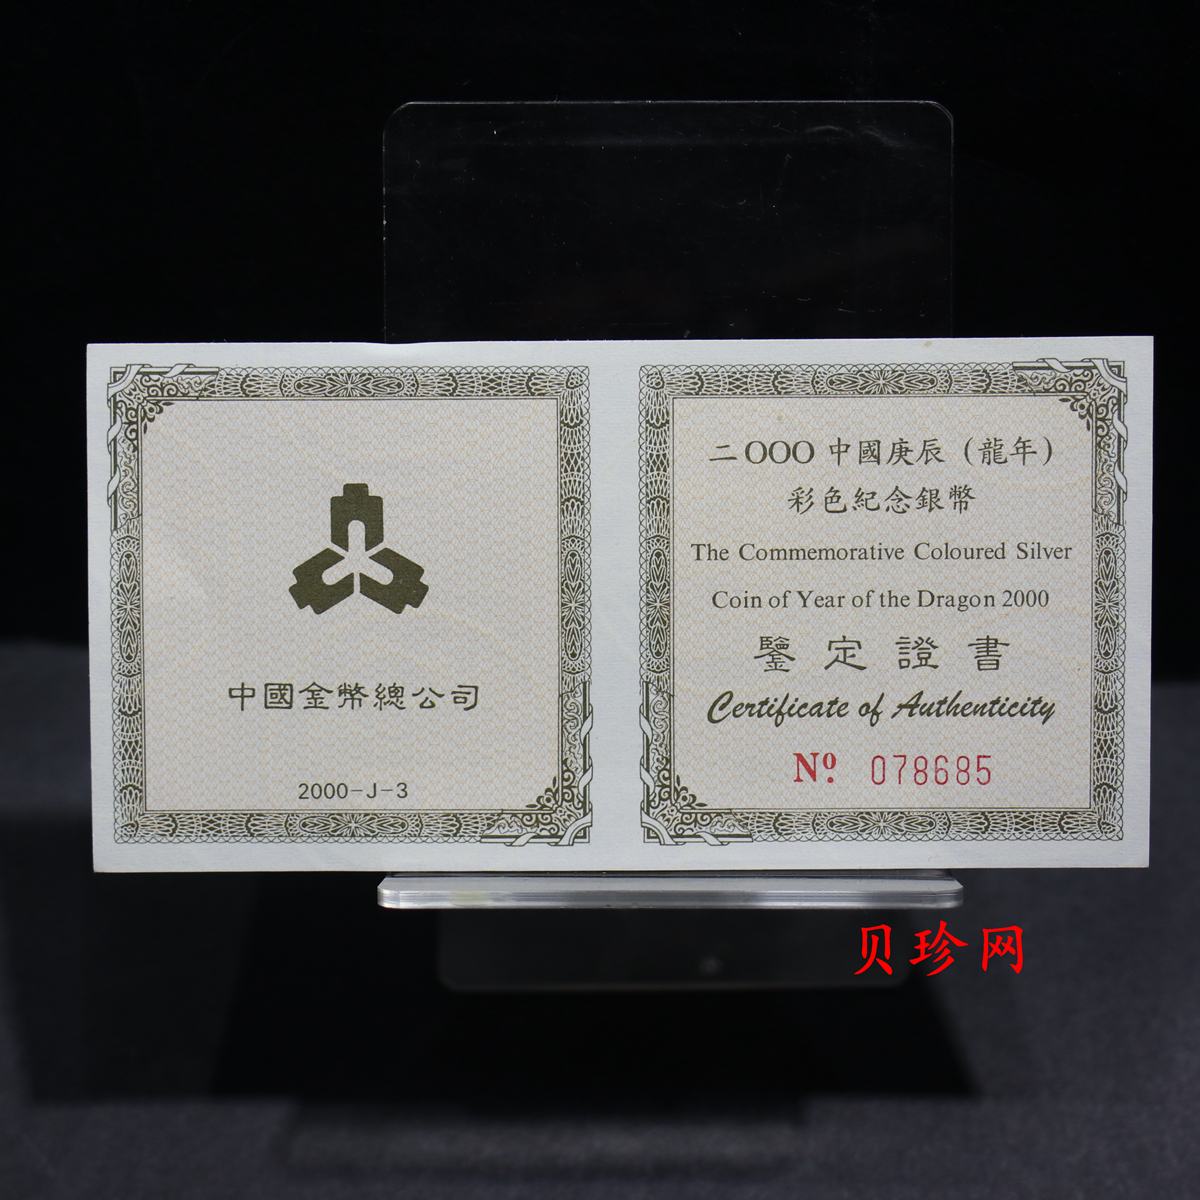 中國金幣總公司
2000-J-3
二OOO中國庚辰（龍年）
彩色紀念銀幣
The Commemorative Coloured Silver
Coin of Year of the Dragon 2000
鑒定證書
Certificate of Authenticity
Nº 078685
贝珍网